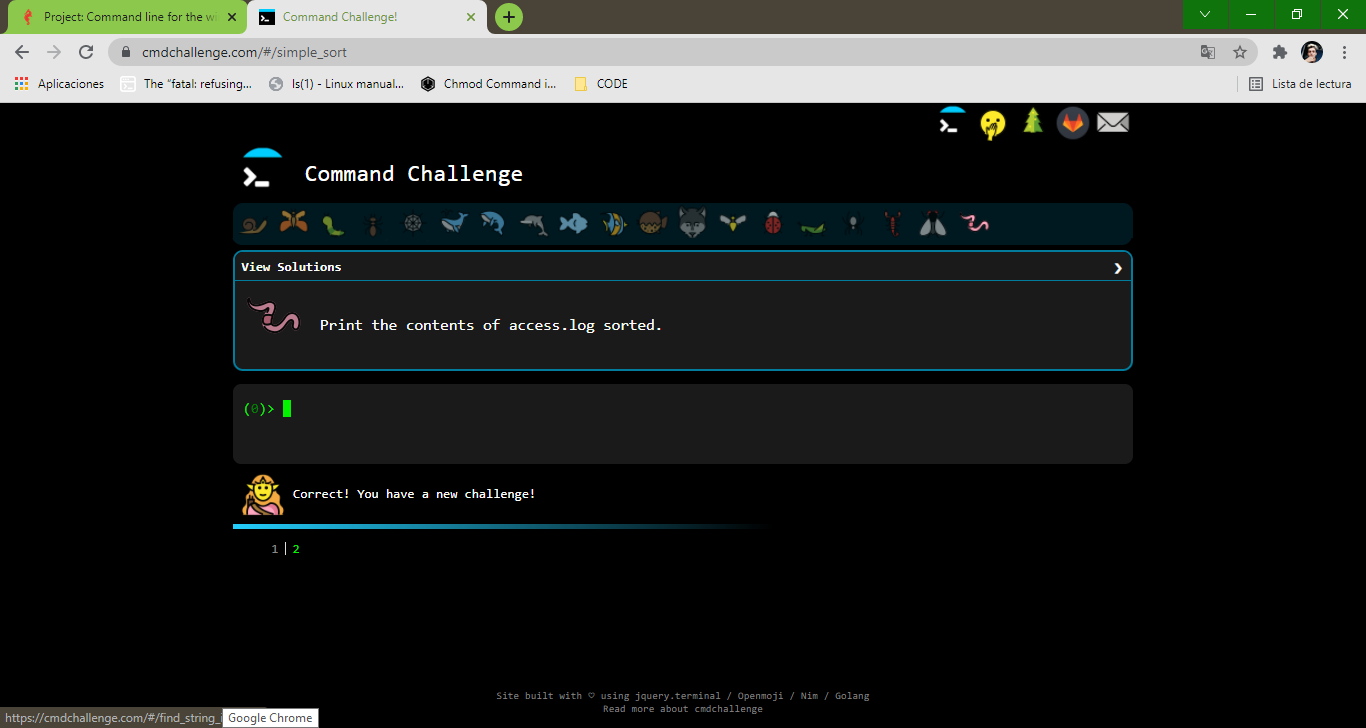 Project: Command line for the w
Command Challenge!
cmdchallenge.com/#/simple_sort
Aplicaciones
The “fatal: refusing...
ls(1) - Linux manual...
Chmod Command i...
CODE
Lista de lectura
Command Challenge
View Solutions
Print the contents of access.log sorted.
(0)>
Correct! You have a new challenge!
1 | 2
Site built with ♡ using jquery.terminal / Openmoji / Nim / Golang
Read more about cmdchallenge
https://cmdchallenge.com/#/find_string_i
Google Chrome